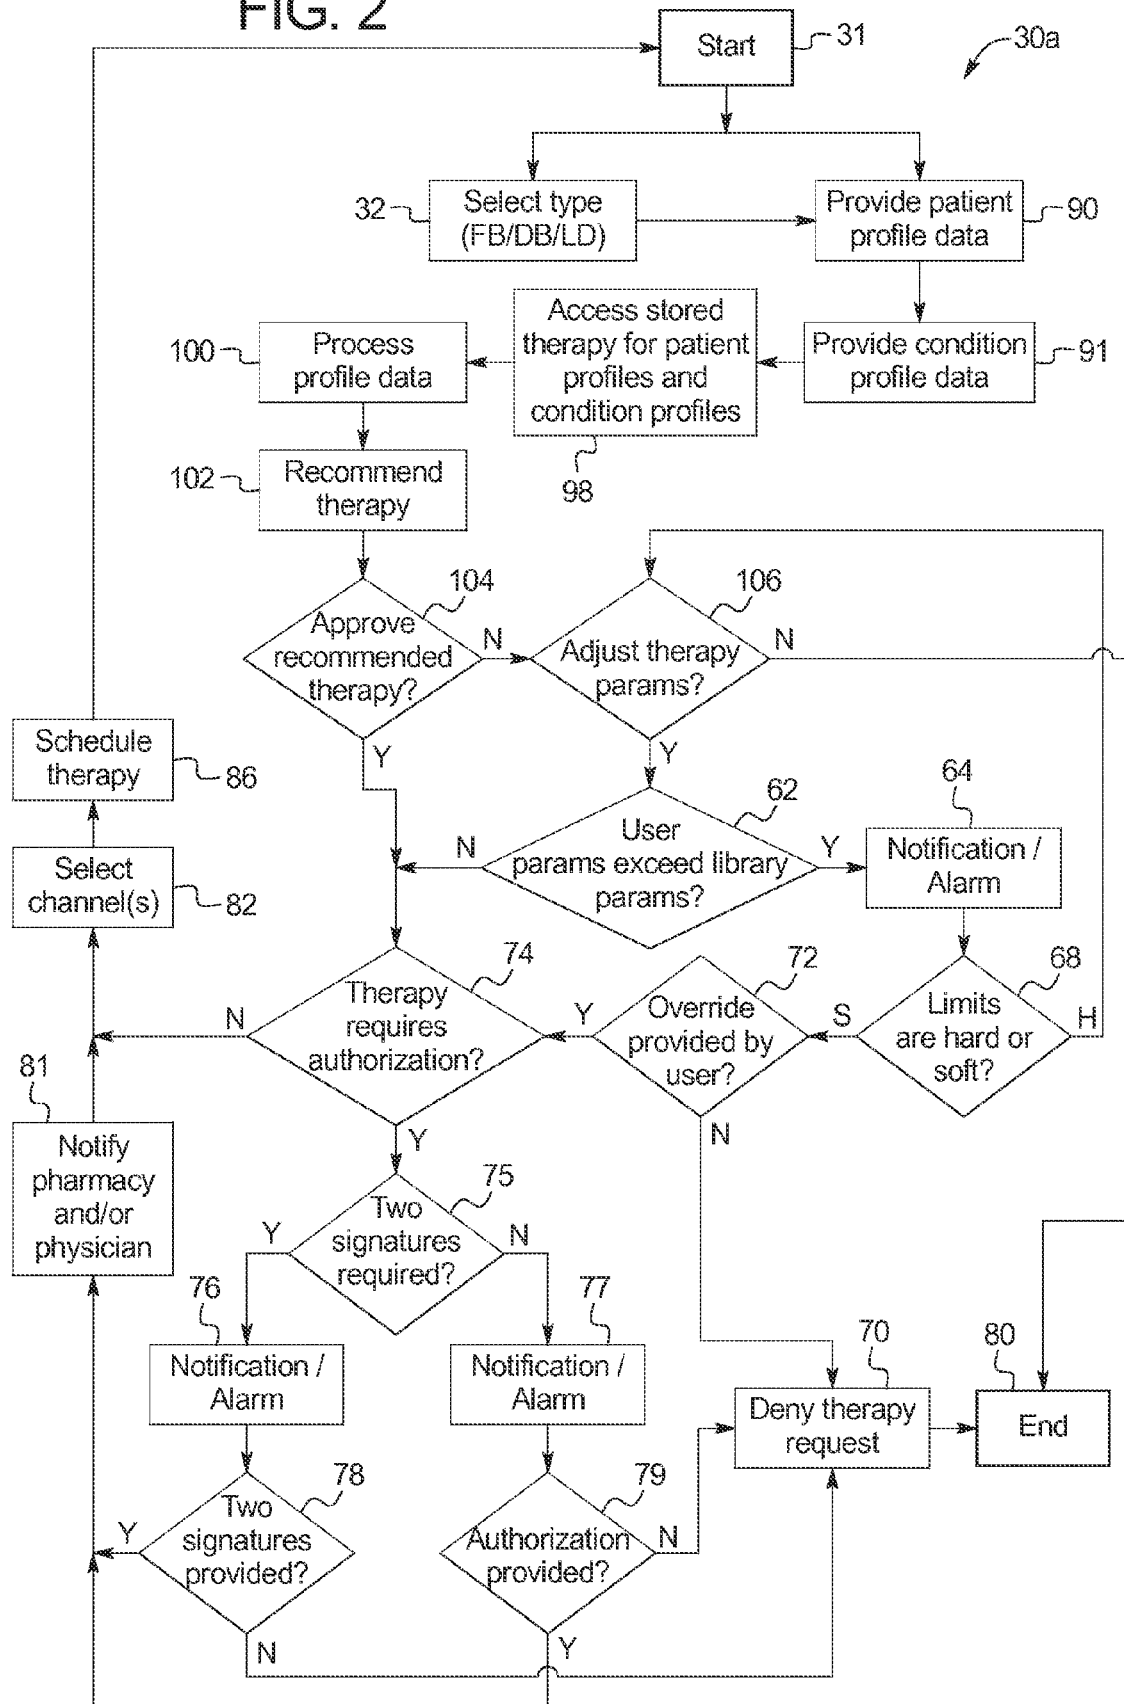 FIG. 2
Start
31
30a
32
Select type
(FB/DB/LD)
Provide patient
profile data
90
100
Process
profile data
Access stored
therapy for patient
profiles and
condition profiles
98
Provide condition
profile data
91
102
Recommend
therapy
104
Approve
recommended
therapy?
N
Y
106
Adjust therapy
params?
N
Y
Schedule
therapy
86
62
User
params exceed library
params?
N
Y
64
Notification /
Alarm
Select
channel(s)
82
74
Therapy
requires
authorization?
N
Y
72
Override
provided by
user?
Y
N
68
Limits
are hard or
soft?
S
H
81
Notify
pharmacy
and/or
physician
75
Two
signatures
required?
Y
N
76
Notification /
Alarm
77
Notification /
Alarm
70
Deny therapy
request
80
End
78
Two
signatures
provided?
Y
N
79
Authorization
provided?
N
Y